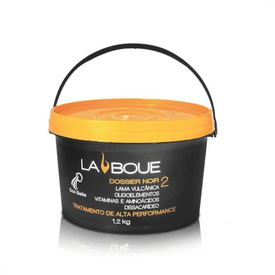 LA BOUE
DOSSIER NOIR 2
LAMA VULCÂNICA
OLIGOELEMENTOS
VITAMINAS E AMINOÁCIDOS
DISSACARÍDEO
TRATAMENTO DE ALTA PERFORMANCE
1,2 kg